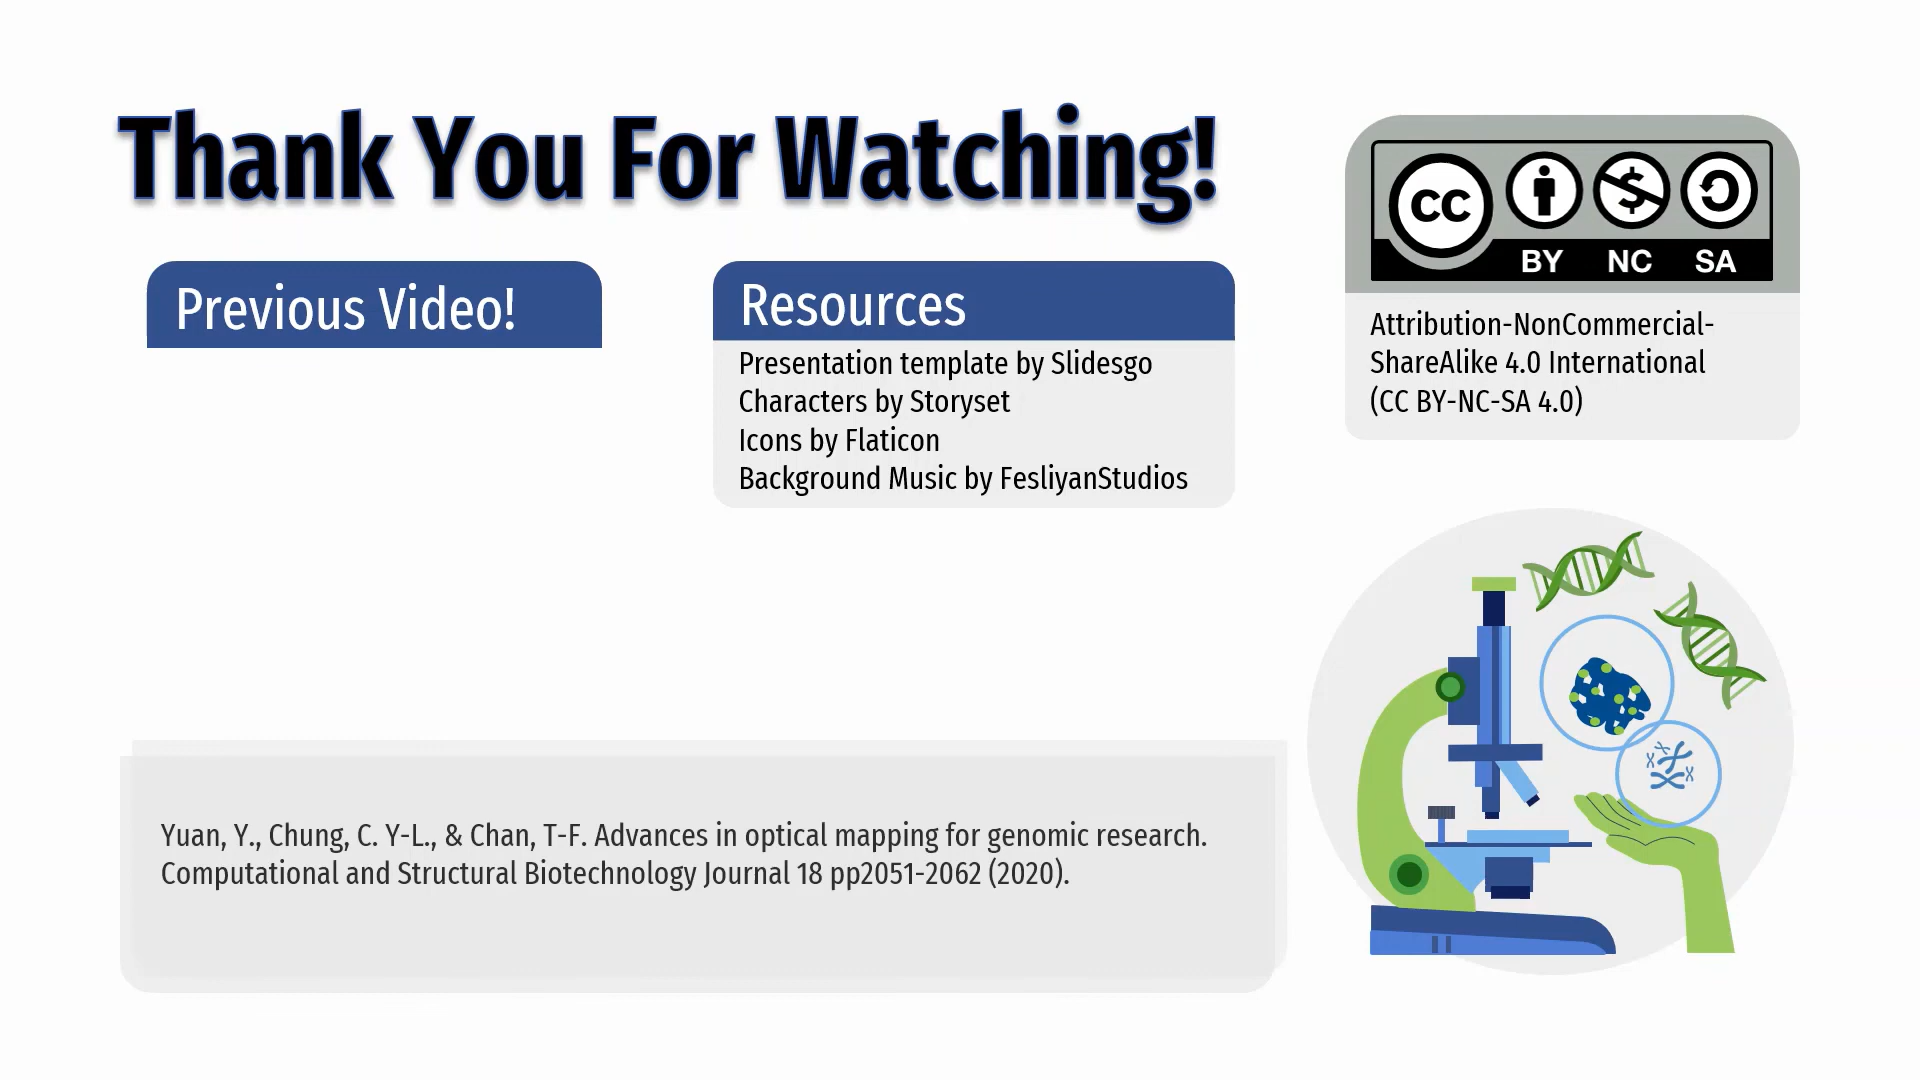 Thank You For Watching!
Previous Video!
Resources
Presentation template by Slidesgo
Characters by Storyset
Icons by Flaticon
Background Music by FesliyanStudios
cc
BY NC SA
Attribution-NonCommercial-
ShareAlike 4.0 International
(CC BY-NC-SA 4.0)
Yuan, Y., Chung, C. Y-L., & Chan, T-F. Advances in optical mapping for genomic research.
Computational and Structural Biotechnology Journal 18 pp2051-2062 (2020).